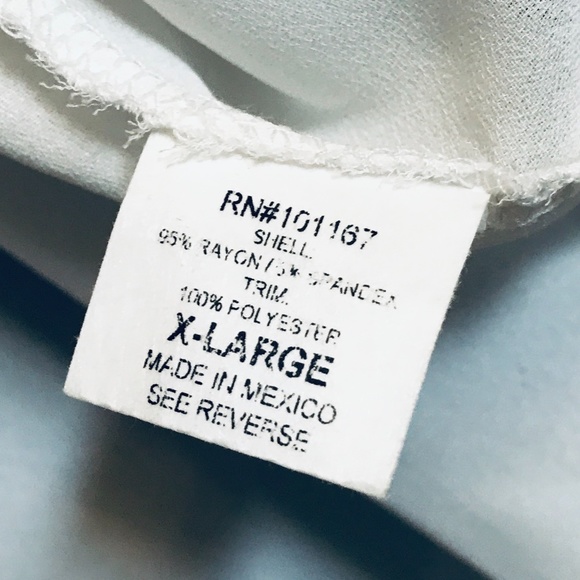 RN#101167
SHELL:
95% RAYON / 5% SPANDEX
TRIM:
100% POLYESTER
X-LARGE
MADE IN MEXICO
SEE REVERSE